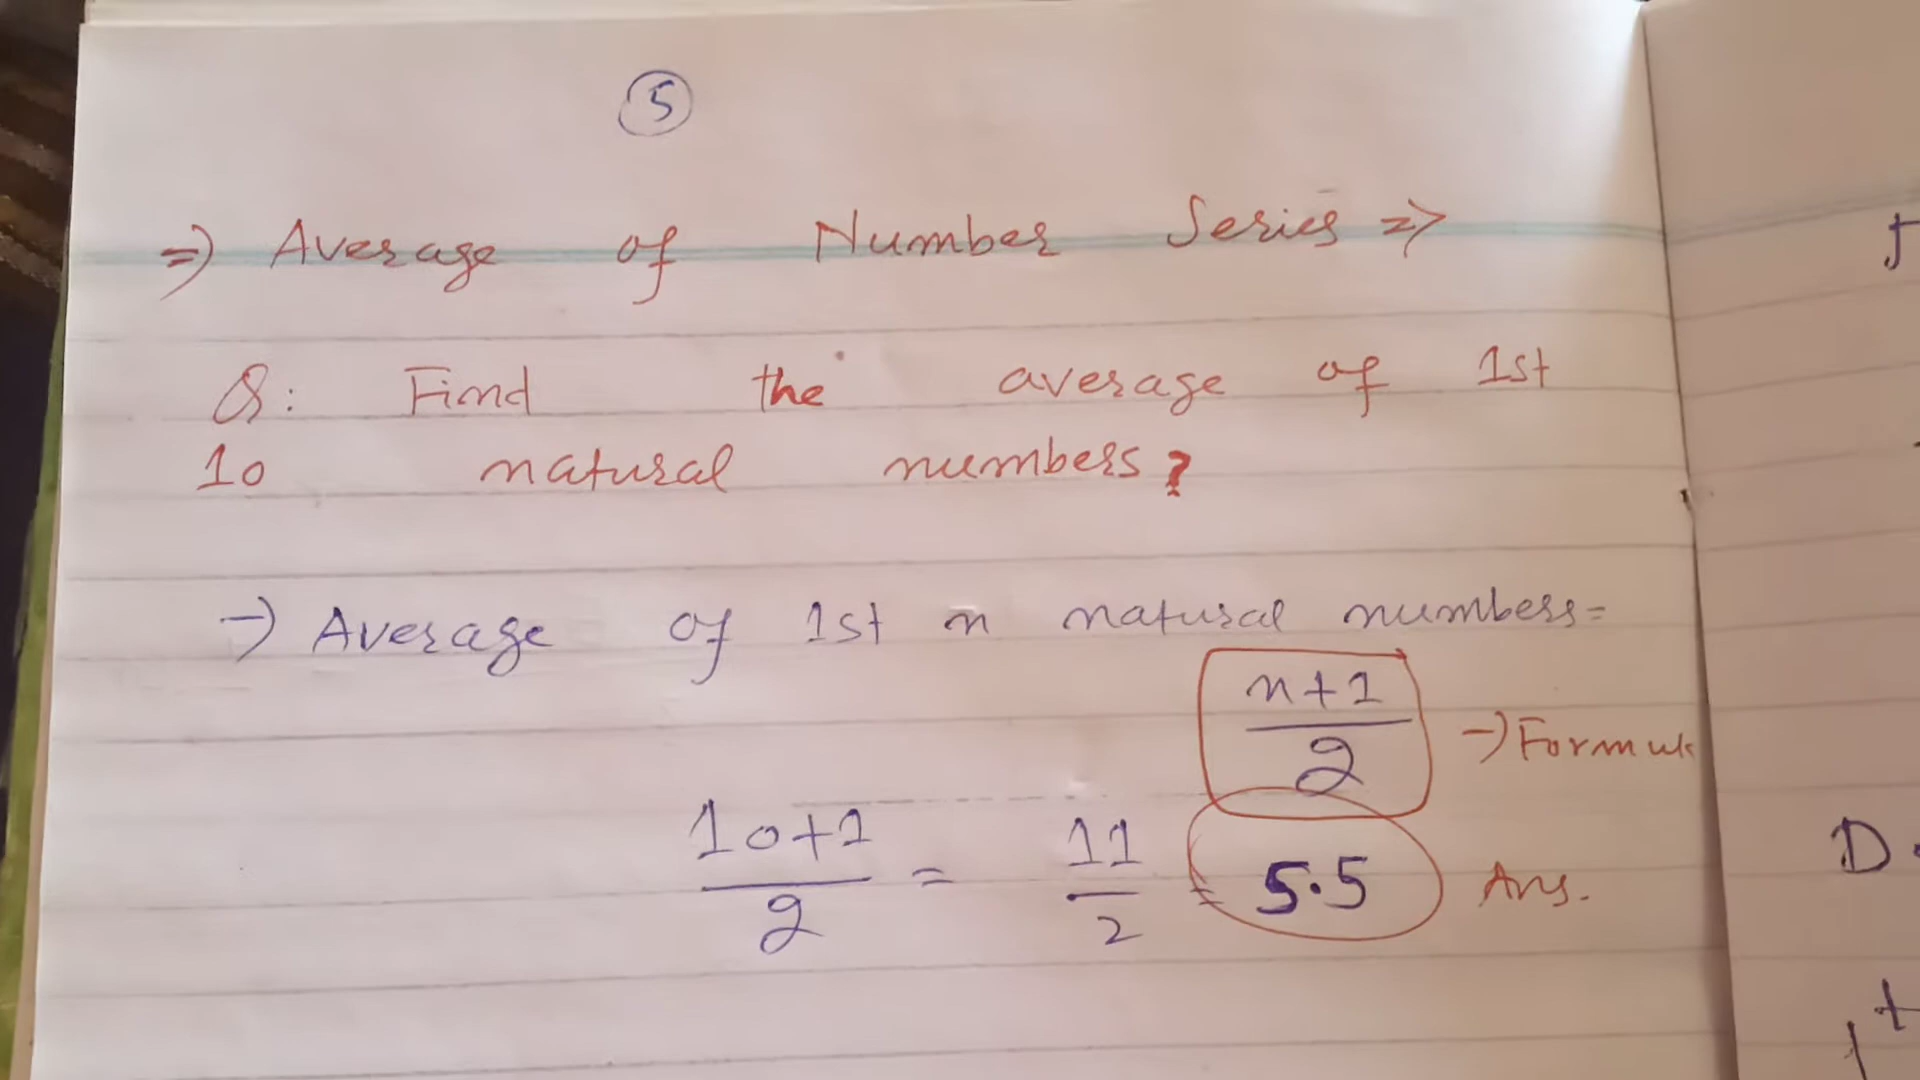 5
=> Average of Number Series =>
Q: Find the average of 1st
10 natural numbers?
-> Average of 1st n natural numbers=
n+1
2
-> Formul
10+1
2
=
11
2
= 5.5 Ans.
D.